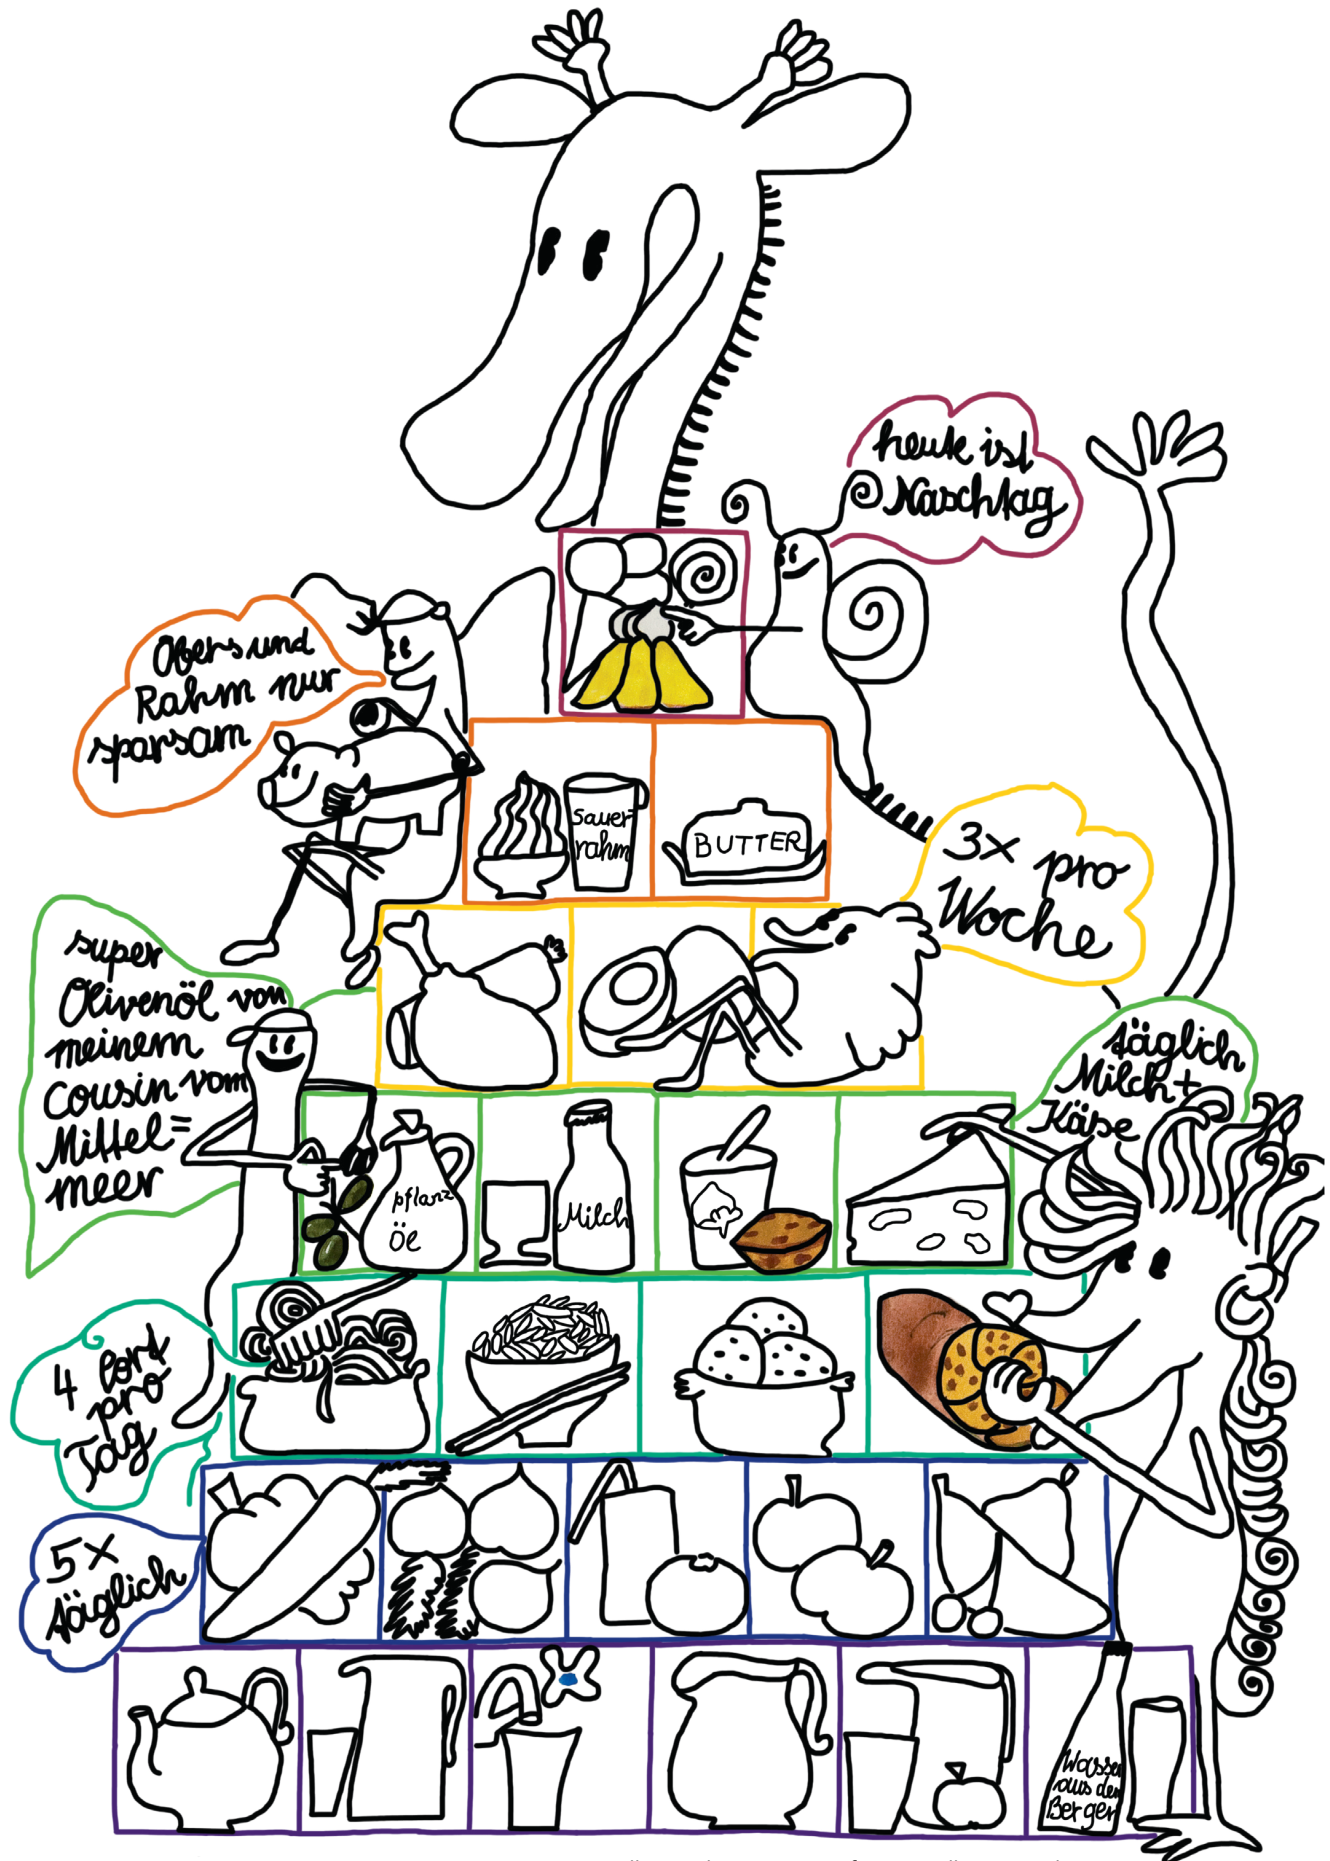 heute ist
Naschtag
Obers und
Rahm nur
sparsam
sauer-
rahm
BUTTER
3x pro
Woche
super
Olivenöl von
meinem
Cousin vom
Mittel=
meer
täglich
Milch+
Käse
pflanz
öe
Milch
4 Port
pro
Tag
5x
täglich
Wasser
aus den
Bergen